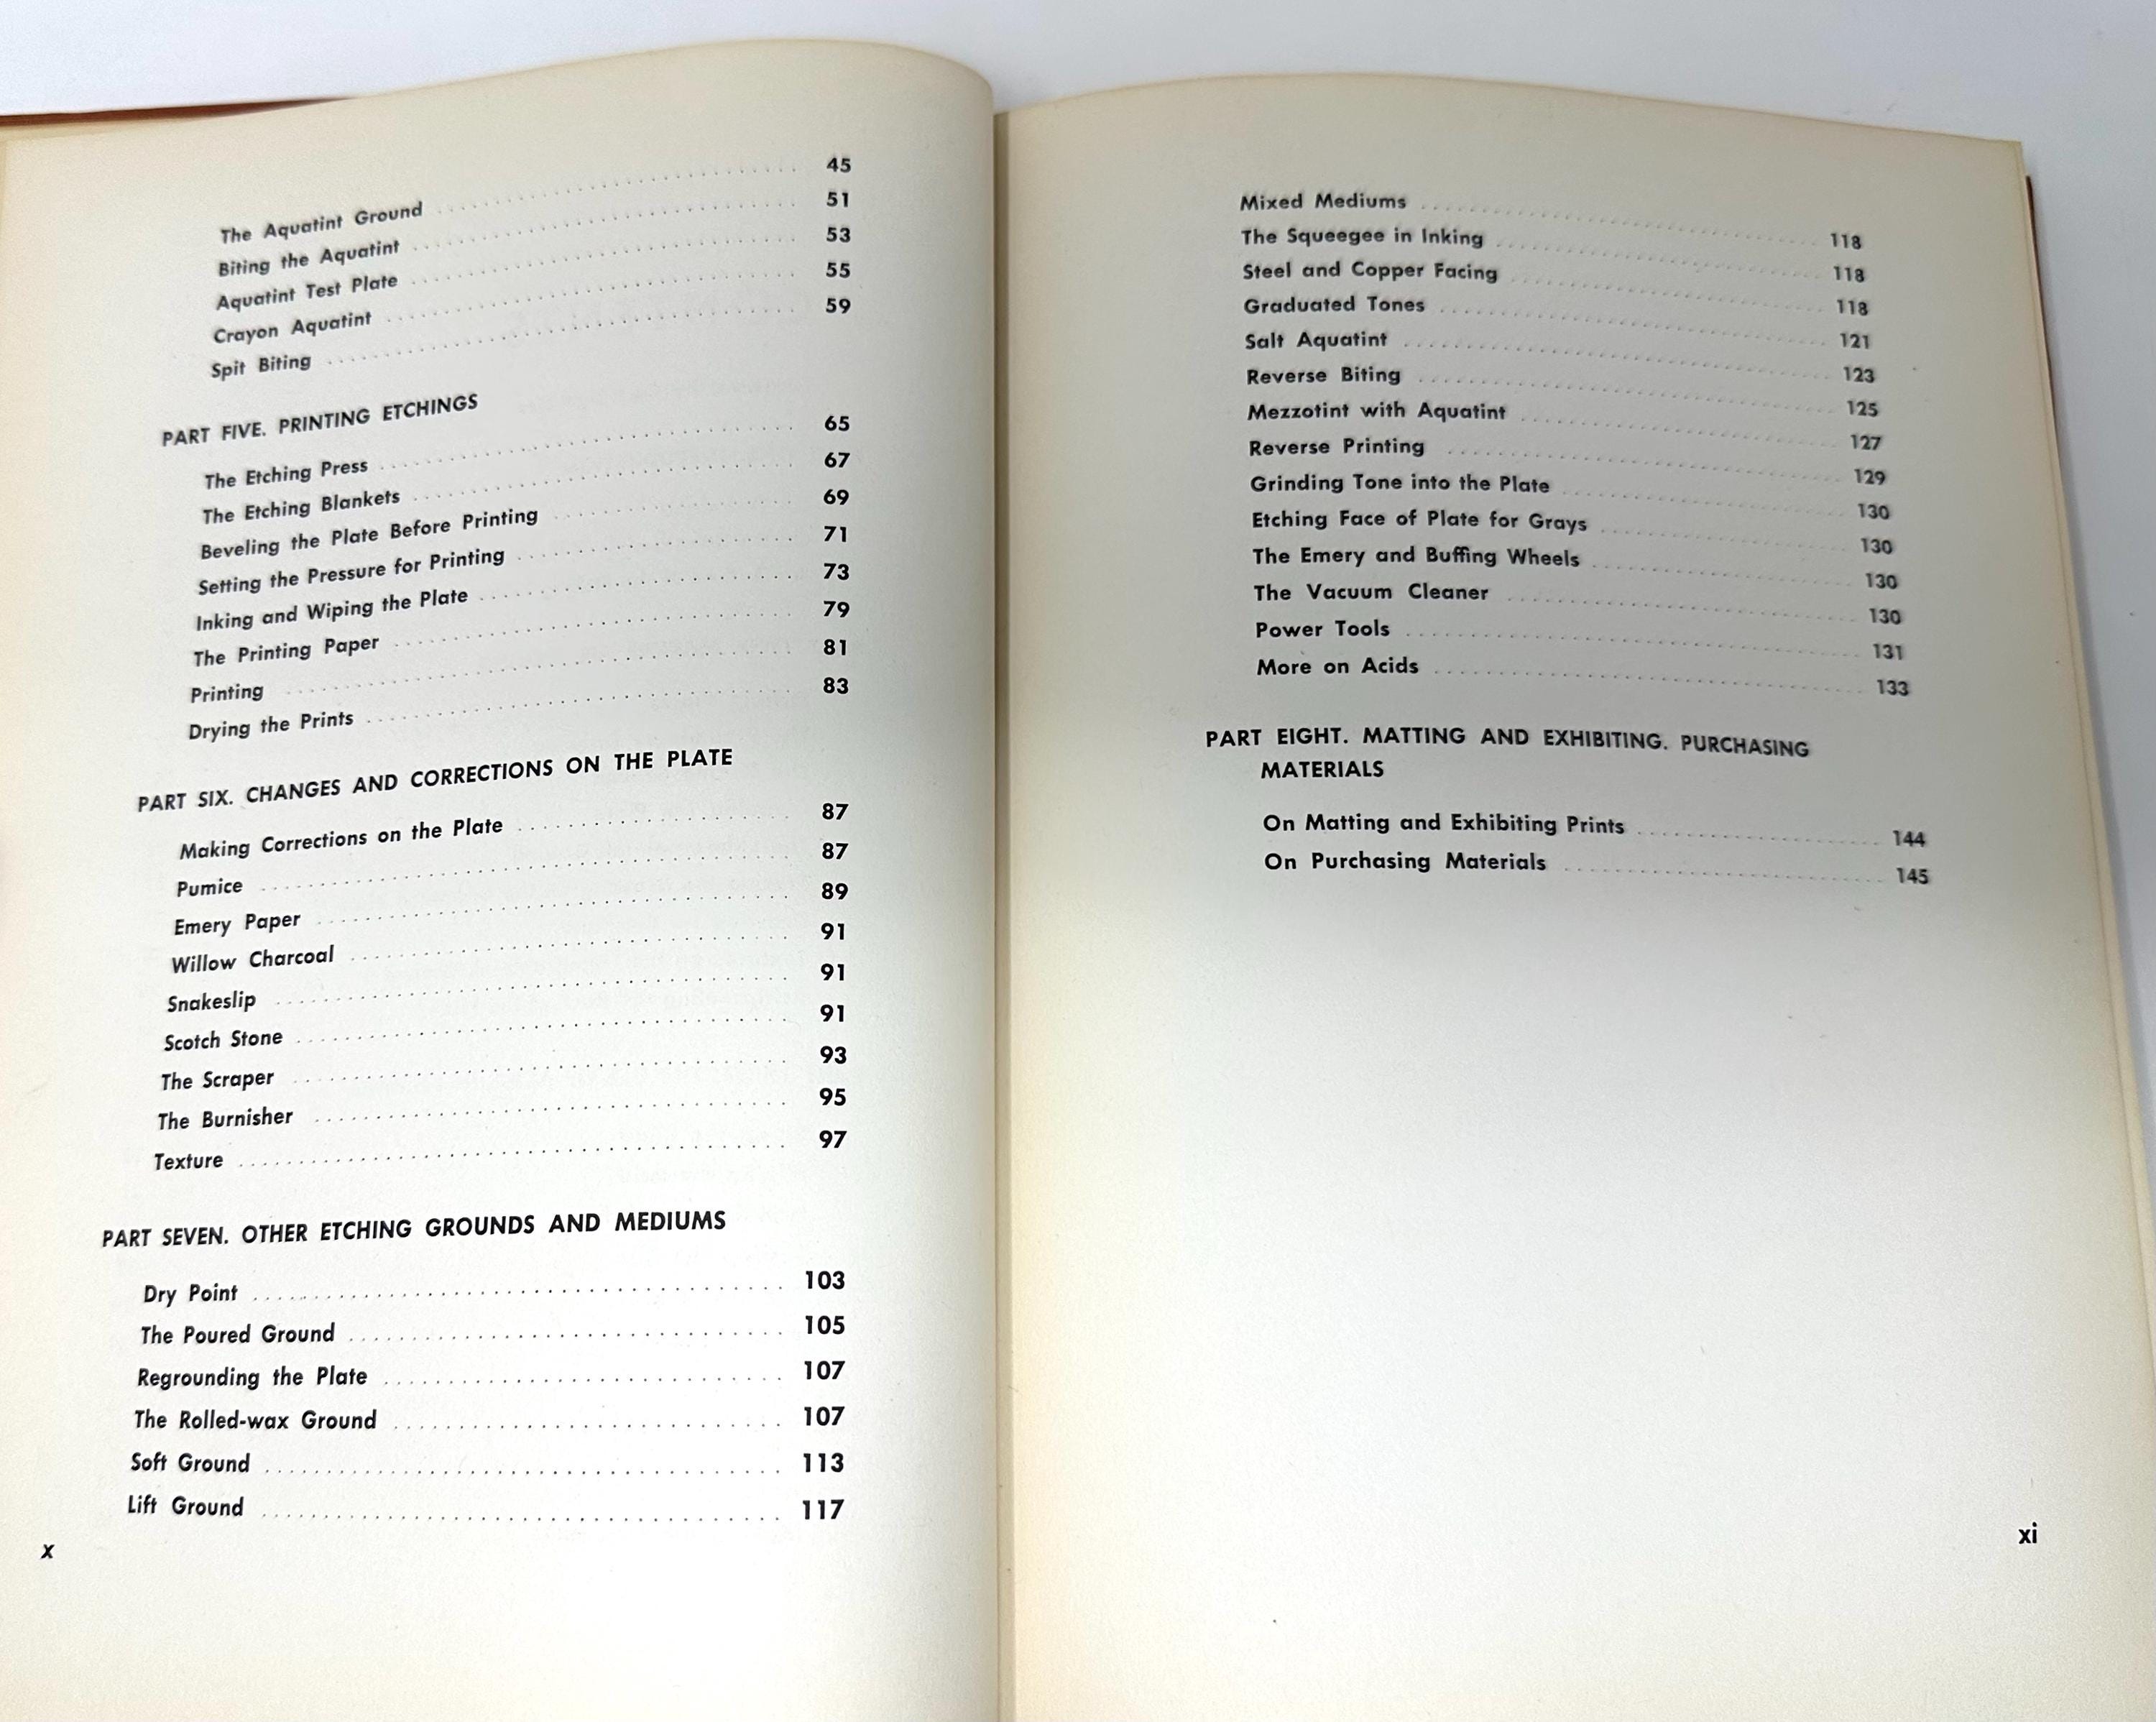 The Aquatint Ground 45
Biting the Aquatint 51
Aquatint Test Plate 53
Crayon Aquatint 55
Spit Biting 59
PART FIVE. PRINTING ETCHINGS
The Etching Press 65
The Etching Blankets 67
Beveling the Plate Before Printing 69
Setting the Pressure for Printing 71
Inking and Wiping the Plate 73
The Printing Paper 79
Printing 81
Drying the Prints 83
PART SIX. CHANGES AND CORRECTIONS ON THE PLATE
Making Corrections on the Plate 87
Pumice 87
Emery Paper 89
Willow Charcoal 91
Snakeslip 91
Scotch Stone 91
The Scraper 93
The Burnisher 95
Texture 97
PART SEVEN. OTHER ETCHING GROUNDS AND MEDIUMS
Dry Point 103
The Poured Ground 105
Regrounding the Plate 107
The Rolled-wax Ground 107
Soft Ground 113
Lift Ground 117
x
Mixed Mediums 118
The Squeegee in Inking 118
Steel and Copper Facing 118
Graduated Tones 121
Salt Aquatint 123
Reverse Biting 125
Mezzotint with Aquatint 127
Reverse Printing 129
Grinding Tone into the Plate 130
Etching Face of Plate for Grays 130
The Emery and Buffing Wheels 130
The Vacuum Cleaner 130
Power Tools 131
More on Acids 133
PART EIGHT. MATTING AND EXHIBITING. PURCHASING
MATERIALS
On Matting and Exhibiting Prints 144
On Purchasing Materials 145
xi